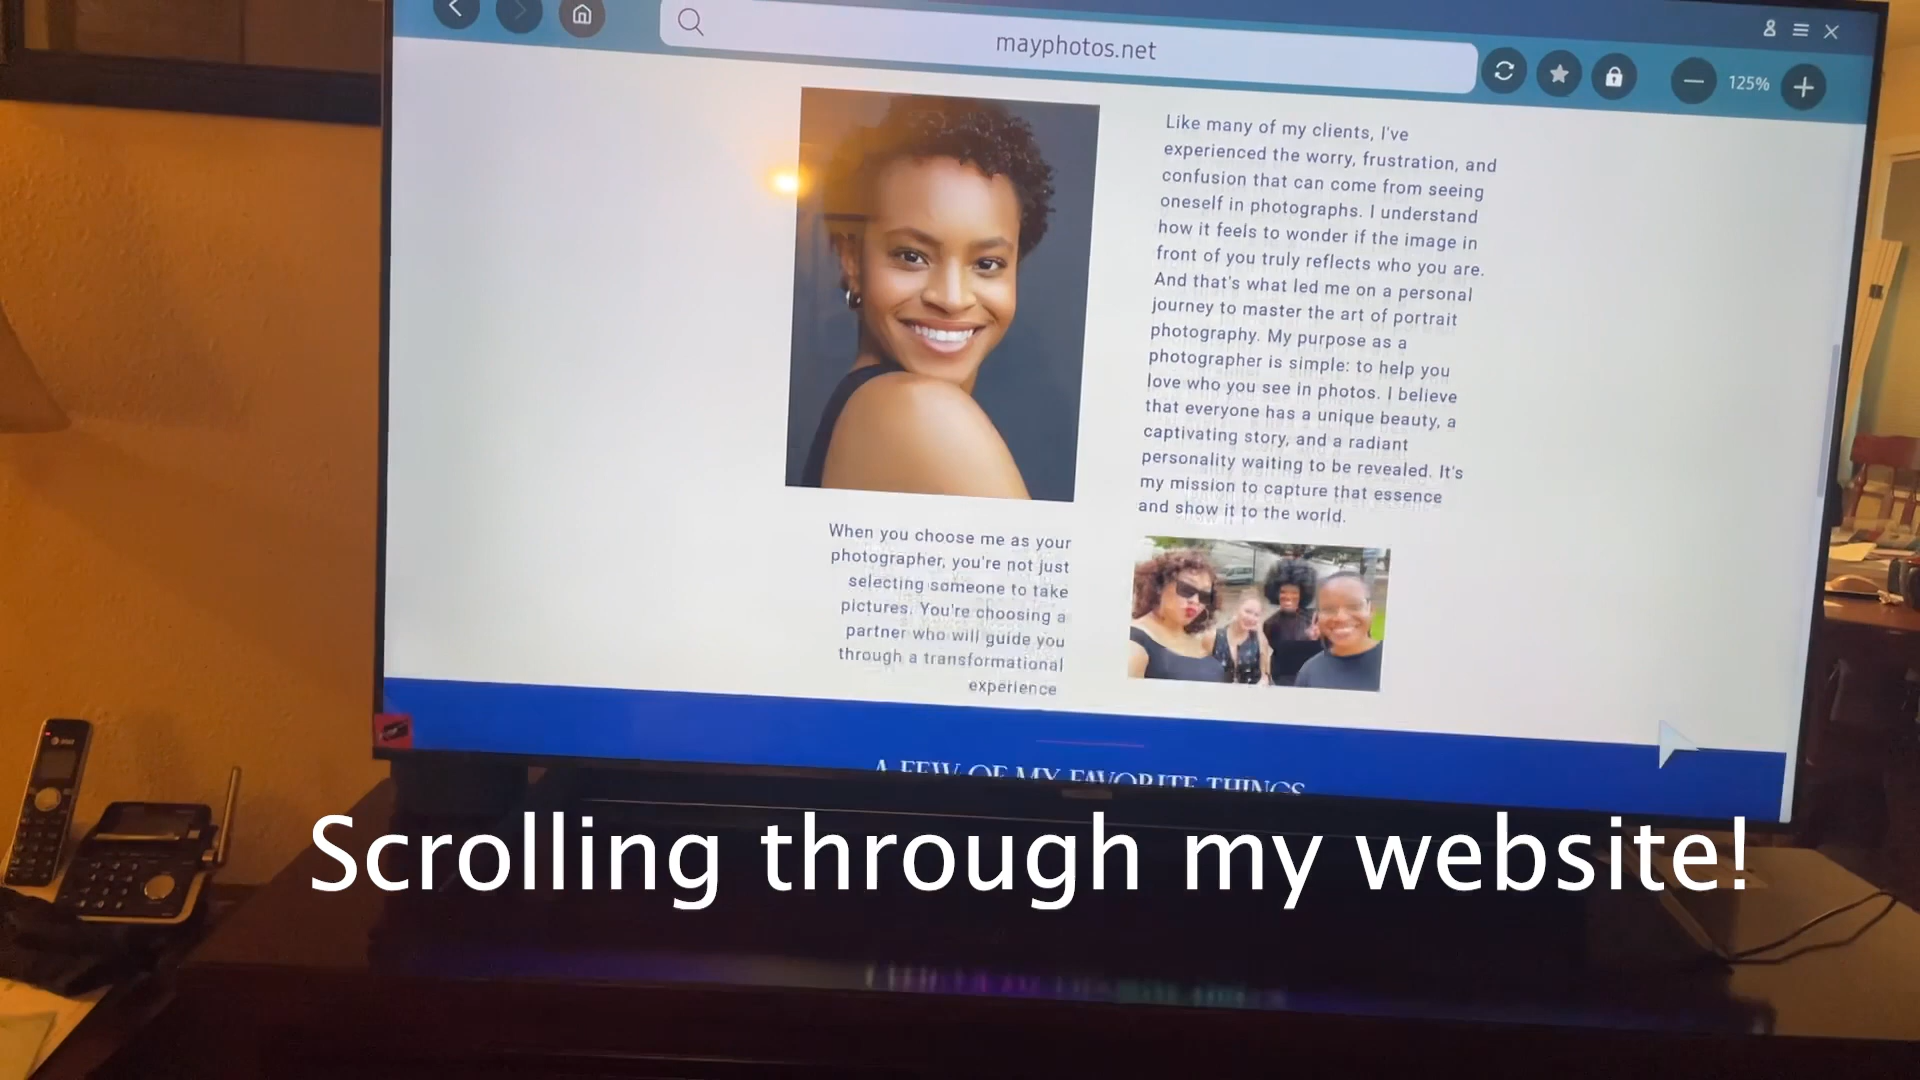 mayphotos.net
125%
Like many of my clients, I've
experienced the worry, frustration, and
confusion that can come from seeing
oneself in photographs. I understand
how it feels to wonder if the image in
front of you truly reflects who you are.
And that's what led me on a personal
journey to master the art of portrait
photography. My purpose as a
photographer is simple: to help you
love who you see in photos. I believe
that everyone has a unique beauty, a
captivating story, and a radiant
personality waiting to be revealed. It's
my mission to capture that essence
and show it to the world.
When you choose me as your
photographer, you're not just
selecting someone to take
pictures. You're choosing a
partner who will guide you
through a transformational
experience
A FEW OF MY FAVORITE THINGS
Scrolling through my website!
at&t